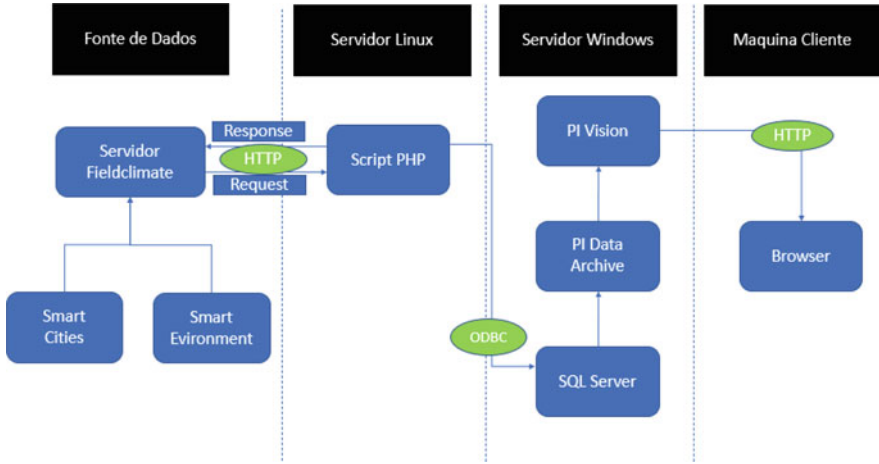 Fonte de Dados
Servidor Linux
Servidor Windows
Maquina Cliente
Response
HTTP
Request
Servidor
Fieldclimate
Script PHP
PI Vision
HTTP
PI Data
Archive
Browser
Smart
Cities
Smart
Evironment
ODBC
SQL Server